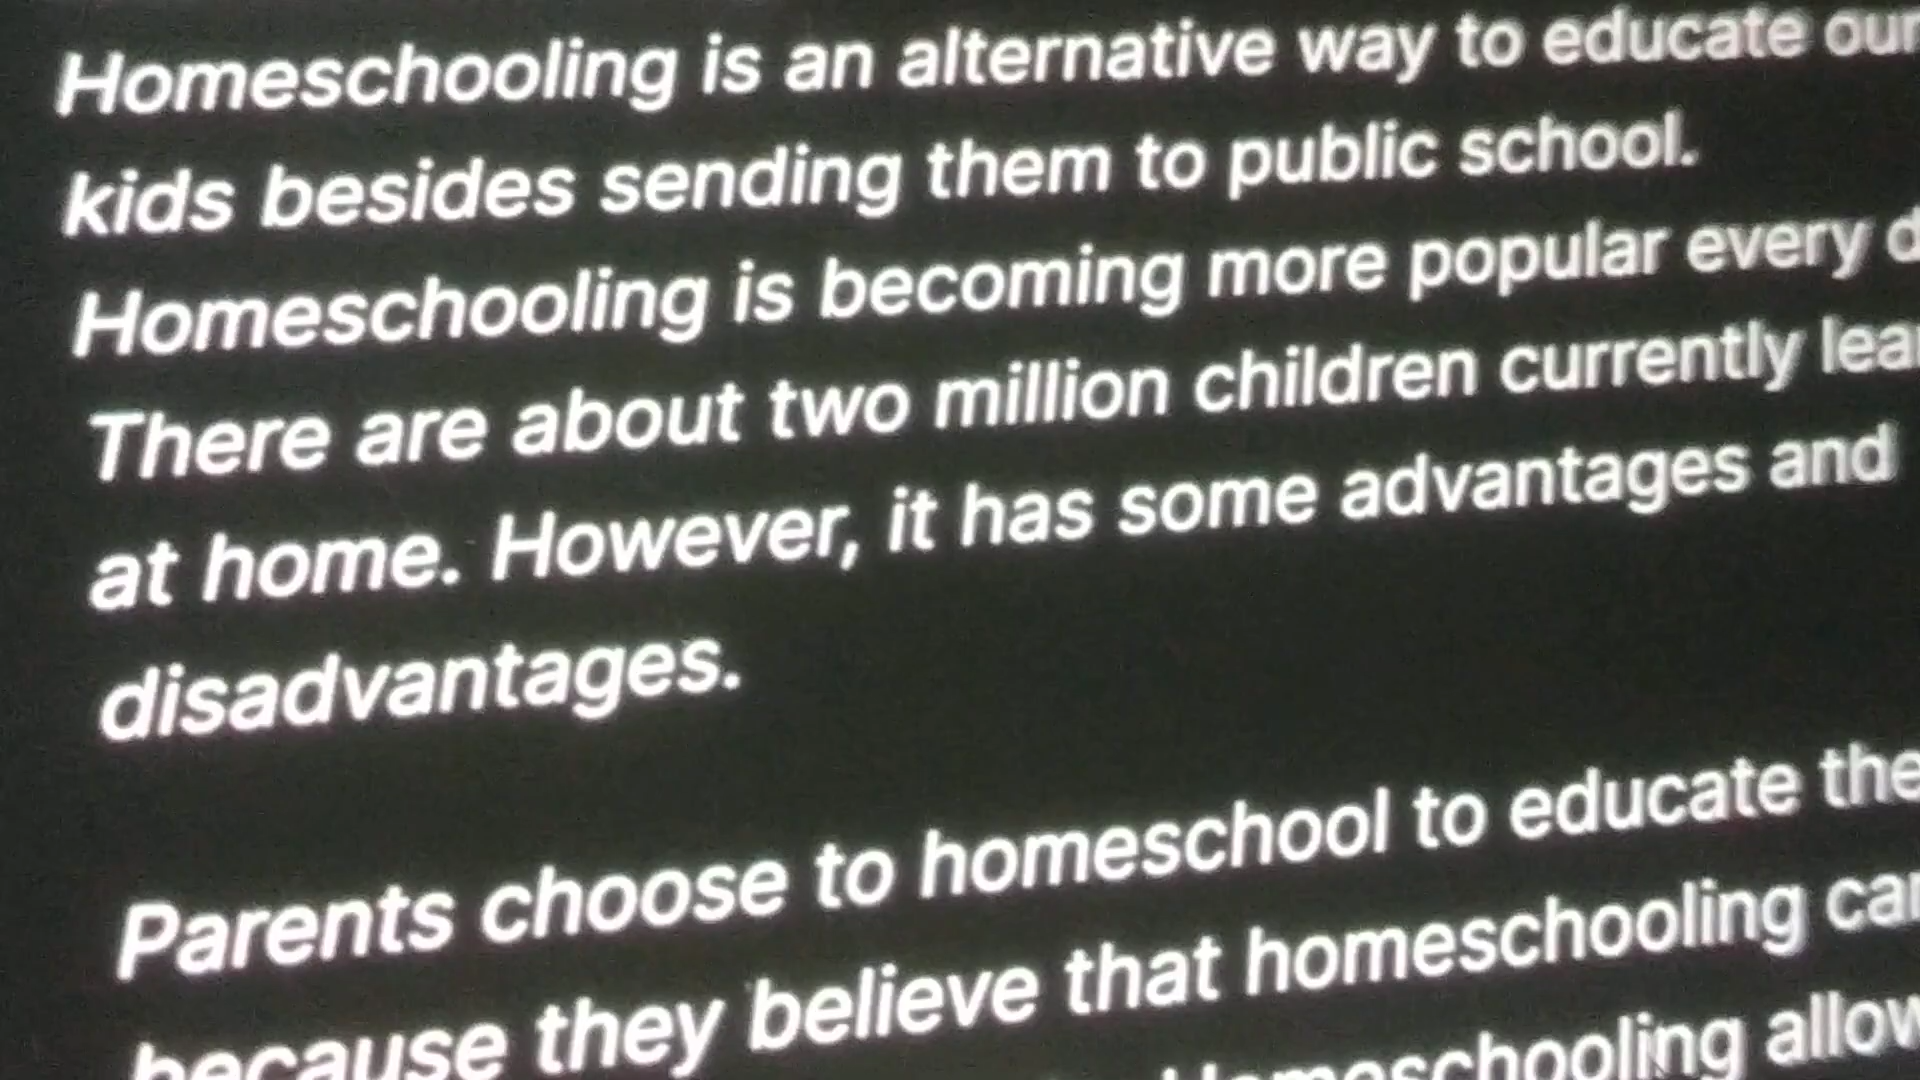 Homeschooling is an alternative way to educate our
kids besides sending them to public school.
Homeschooling is becoming more popular every
There are about two million children currently
at home. However, it has some advantages and
disadvantages.
Parents choose to homeschool to educate
because they believe that homeschooling
Homeschooling